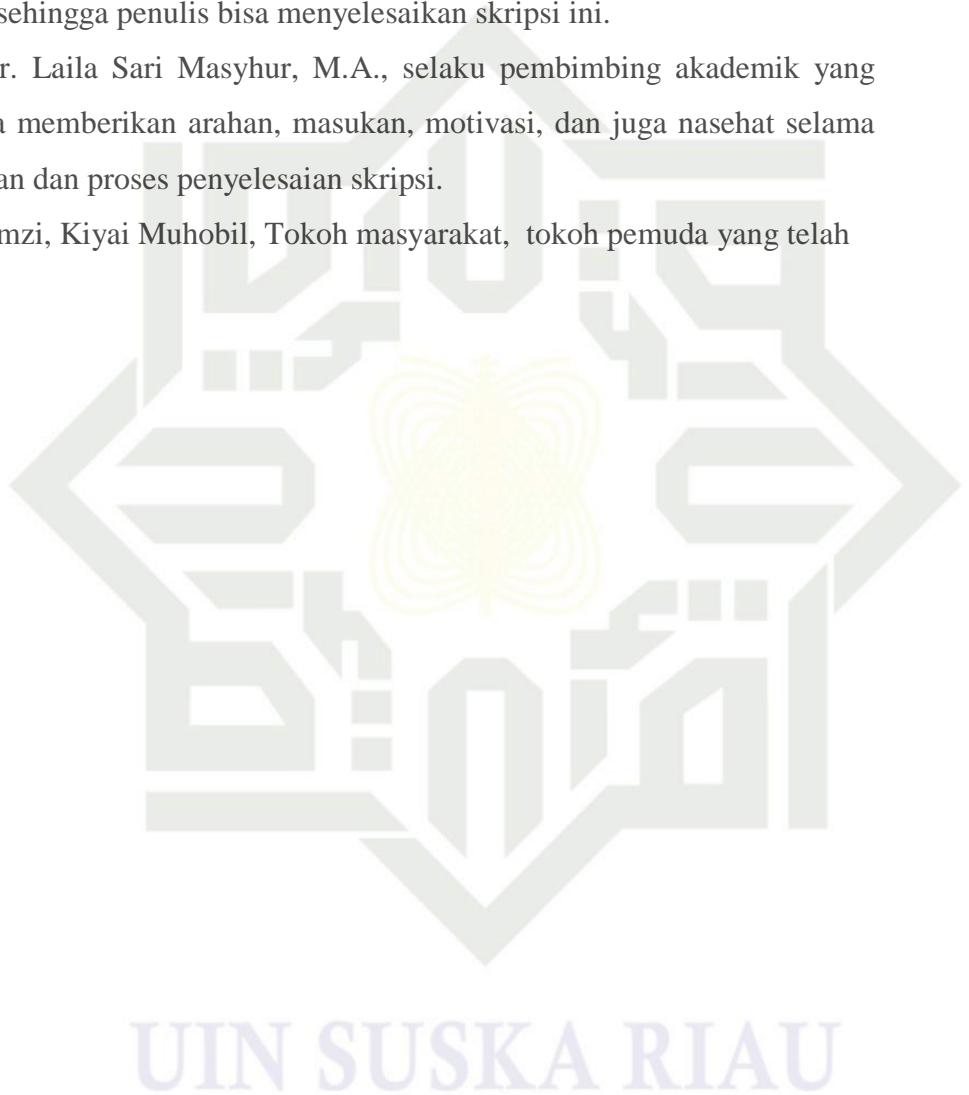 sehingga penulis bisa menyelesaikan skripsi ini.
r. Laila Sari Masyhur, M.A., selaku pembimbing akademik yang
a memberikan arahan, masukan, motivasi, dan juga nasehat selama
an dan proses penyelesaian skripsi.
mzi, Kiyai Muhobil, Tokoh masyarakat, tokoh pemuda yang telah
UIN SUSKA RIAU